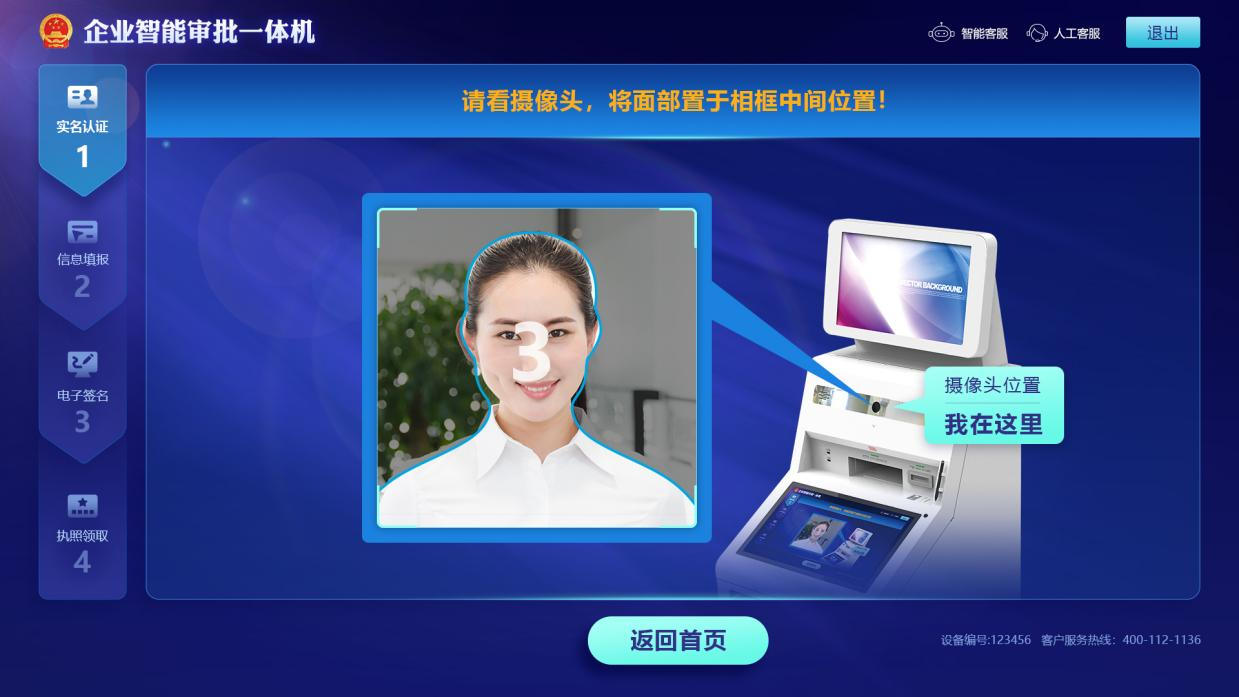 企业智能审批一体机
智能客服
人工客服
退出
实名认证
1
信息填报
2
电子签名
3
执照领取
4
请看摄像头，将面部置于相框中间位置！
3
CTOR BACKGROUND
摄像头位置
我在这里
返回首页
设备编号:123456 客户服务热线：400-112-1136